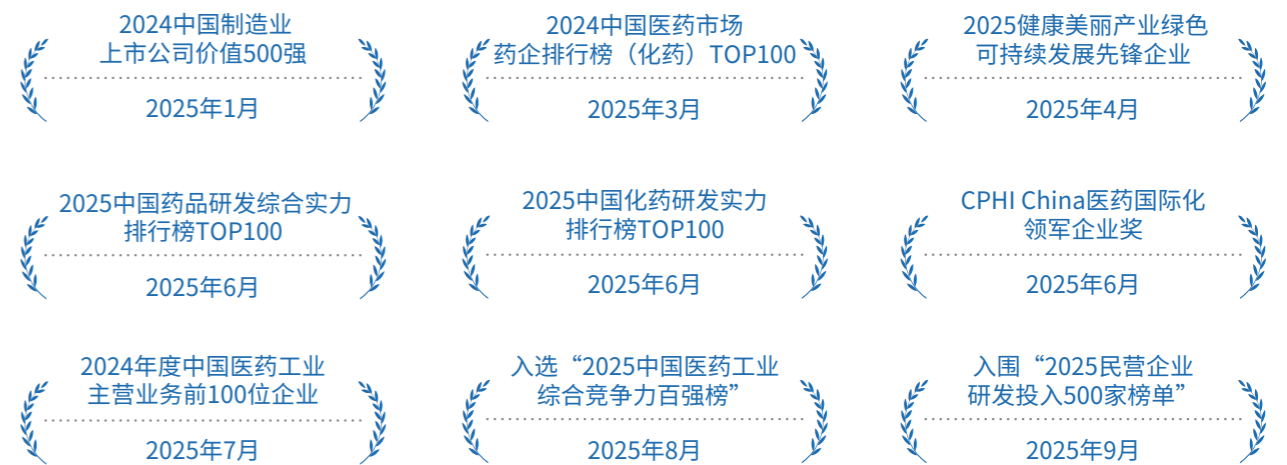 2024中国制造业
上市公司价值500强
2025年1月
2024中国医药市场
药企排行榜（化药）TOP100
2025年3月
2025健康美丽产业绿色
可持续发展先锋企业
2025年4月
2025中国药品研发综合实力
排行榜TOP100
2025年6月
2025中国化药研发实力
排行榜TOP100
2025年6月
CPHI China医药国际化
领军企业奖
2025年6月
2024年度中国医药工业
主营业务前100位企业
2025年7月
入选“2025中国医药工业
综合竞争力百强榜”
2025年8月
入围“2025民营企业
研发投入500家榜单”
2025年9月